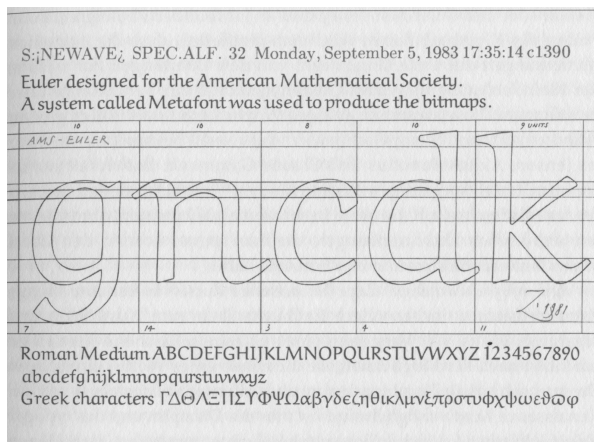 S:¡NEWAVE¿ SPEC.ALF. 32 Monday, September 5, 1983 17:35:14 c1390
Euler designed for the American Mathematical Society.
A system called Metafont was used to produce the bitmaps.
10 10 8 10 9 UNITS
AMS - EULER
gncdk
Z. 1981
7 14 3 4 11
Roman Medium ABCDEFGHIJKLMNOPQURSTUVWXYZ 1234567890
abcdefghijklmnopqurstuvwxyz
Greek characters ΓΔΘΛΞΠΣΥΦΨΩαβγδεζηθικλμνξπρστυφχψωεϑϖφ